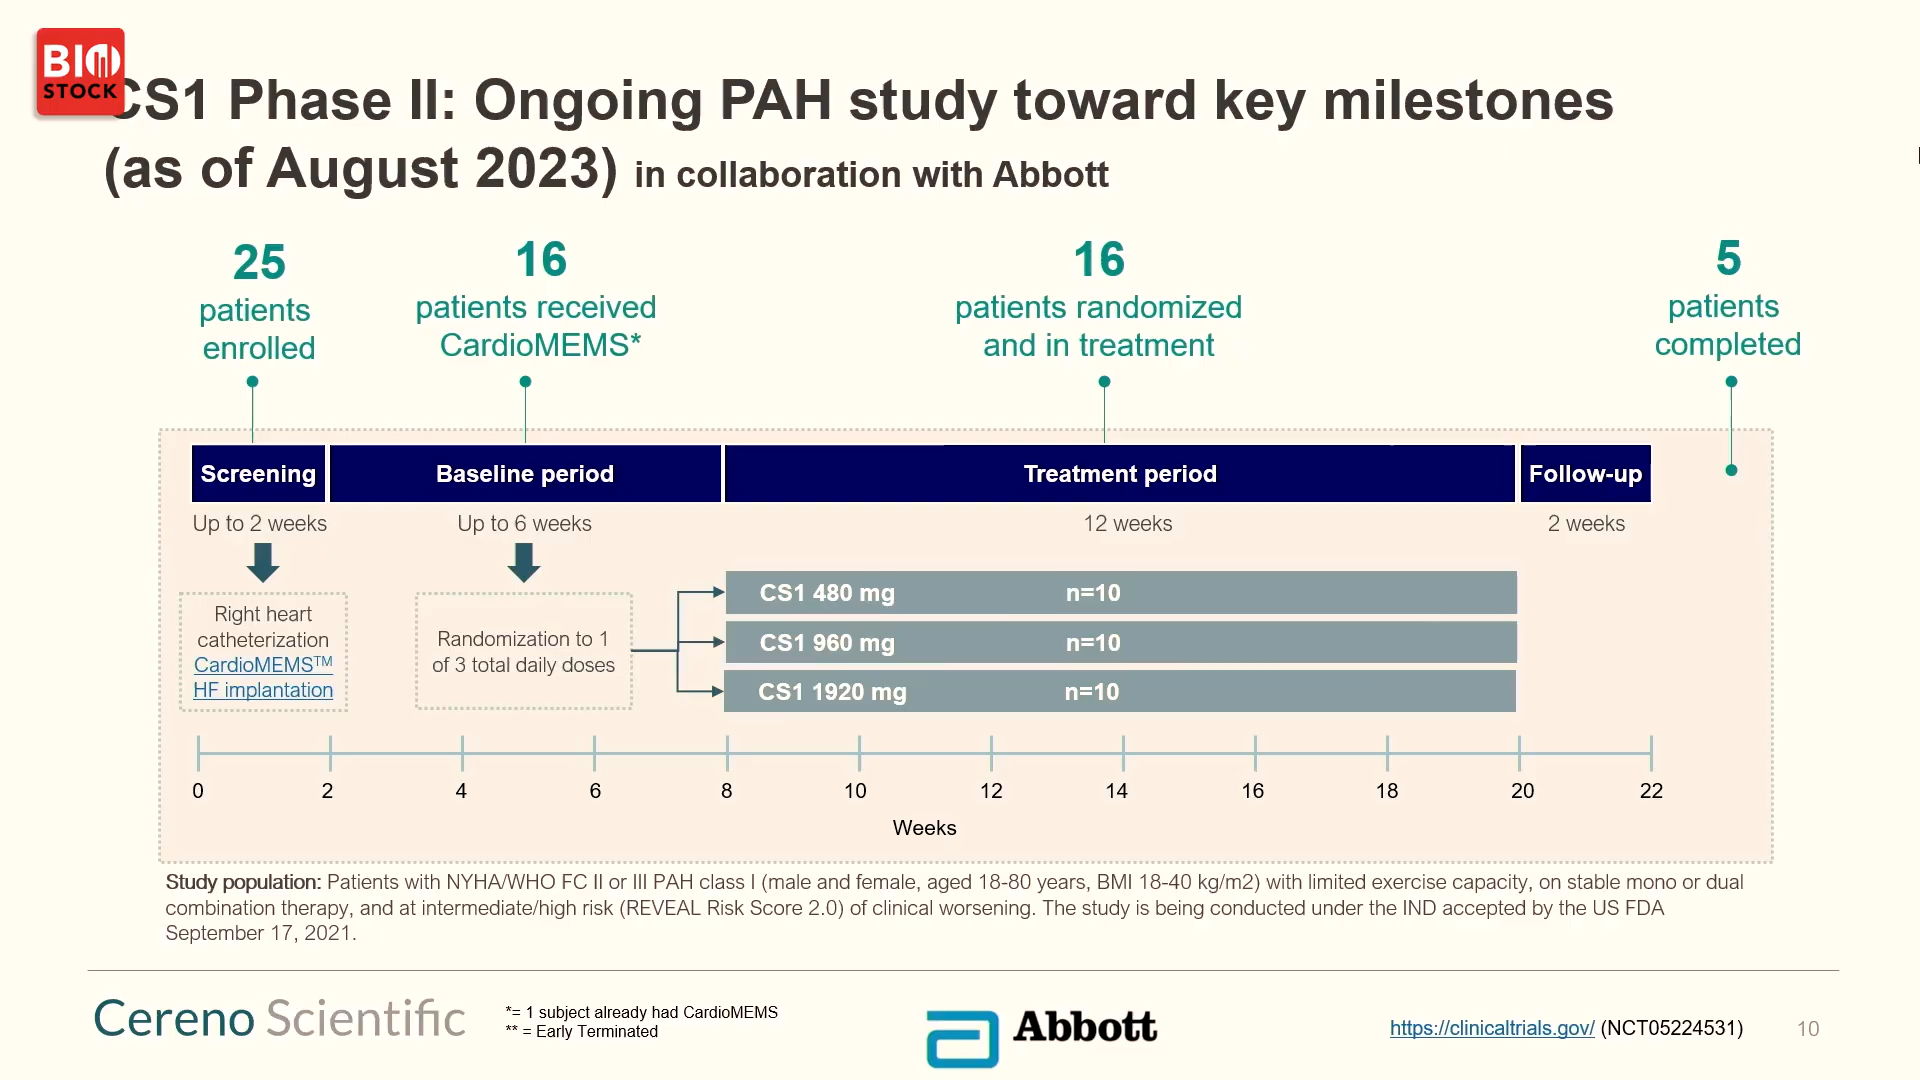 BIO
STOCK
CS1 Phase II: Ongoing PAH study toward key milestones
(as of August 2023) in collaboration with Abbott
25
patients
enrolled
16
patients received
CardioMEMS*
16
patients randomized
and in treatment
5
patients
completed
Screening
Baseline period
Treatment period
Follow-up
Up to 2 weeks
Up to 6 weeks
12 weeks
2 weeks
Right heart
catheterization
CardioMEMS™
HF implantation
Randomization to 1
of 3 total daily doses
CS1 480 mg n=10
CS1 960 mg n=10
CS1 1920 mg n=10
0 2 4 6 8 10 12 14 16 18 20 22
Weeks
Study population: Patients with NYHA/WHO FC II or III PAH class I (male and female, aged 18-80 years, BMI 18-40 kg/m2) with limited exercise capacity, on stable mono or dual
combination therapy, and at intermediate/high risk (REVEAL Risk Score 2.0) of clinical worsening. The study is being conducted under the IND accepted by the US FDA
September 17, 2021.
Cereno Scientific
*= 1 subject already had CardioMEMS
** = Early Terminated
Abbott
https://clinicaltrials.gov/ (NCT05224531)
10